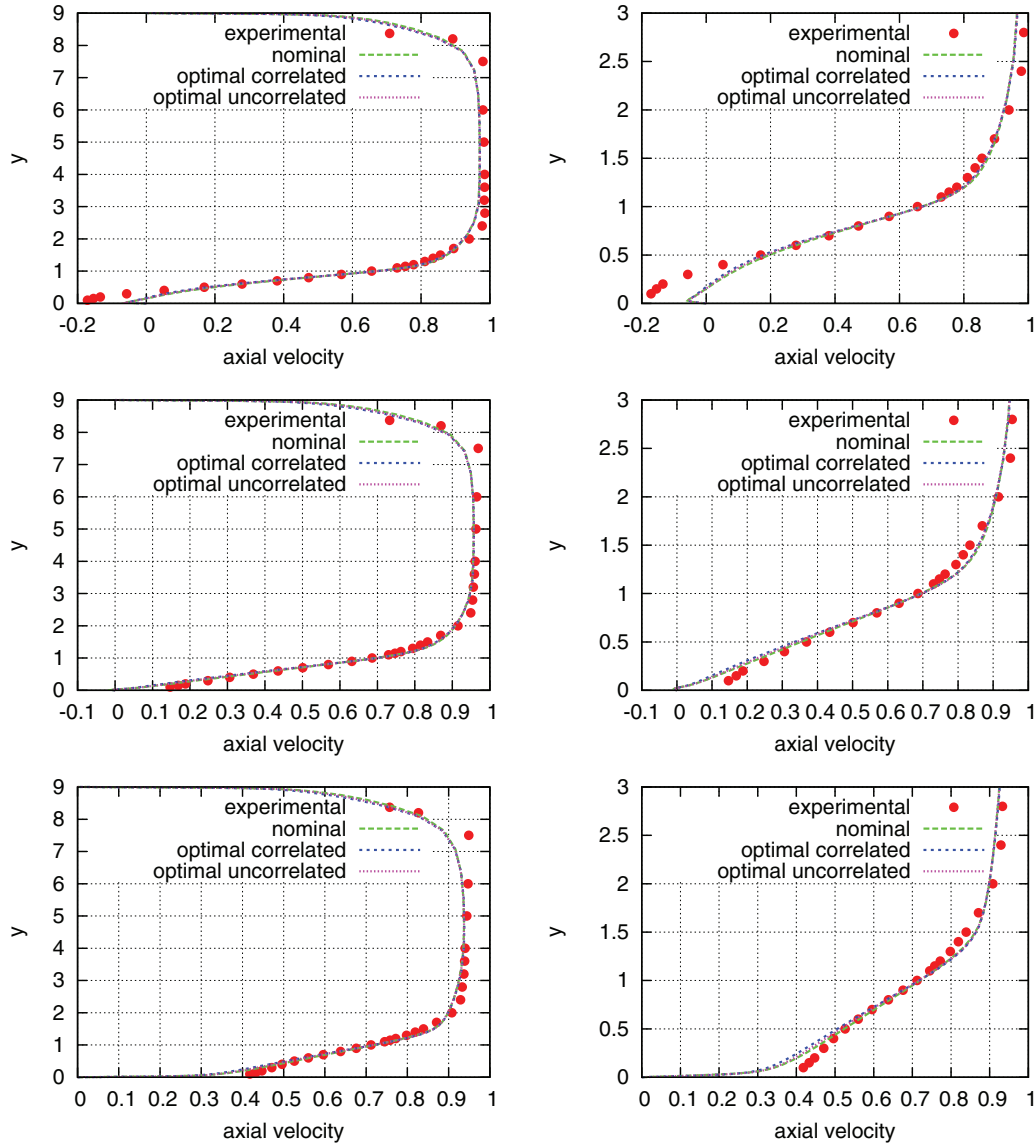 9
8
7
6
5
4
3
2
1
0
y
experimental
nominal
optimal correlated
optimal uncorrelated
-0.2 0 0.2 0.4 0.6 0.8 1
axial velocity
3
2.5
2
1.5
1
0.5
0
y
experimental
nominal
optimal correlated
optimal uncorrelated
-0.2 0 0.2 0.4 0.6 0.8 1
axial velocity
9
8
7
6
5
4
3
2
1
0
y
experimental
nominal
optimal correlated
optimal uncorrelated
-0.1 0 0.1 0.2 0.3 0.4 0.5 0.6 0.7 0.8 0.9 1
axial velocity
3
2.5
2
1.5
1
0.5
0
y
experimental
nominal
optimal correlated
optimal uncorrelated
-0.1 0 0.1 0.2 0.3 0.4 0.5 0.6 0.7 0.8 0.9 1
axial velocity
9
8
7
6
5
4
3
2
1
0
y
experimental
nominal
optimal correlated
optimal uncorrelated
0 0.1 0.2 0.3 0.4 0.5 0.6 0.7 0.8 0.9 1
axial velocity
3
2.5
2
1.5
1
0.5
0
y
experimental
nominal
optimal correlated
optimal uncorrelated
0 0.1 0.2 0.3 0.4 0.5 0.6 0.7 0.8 0.9 1
axial velocity